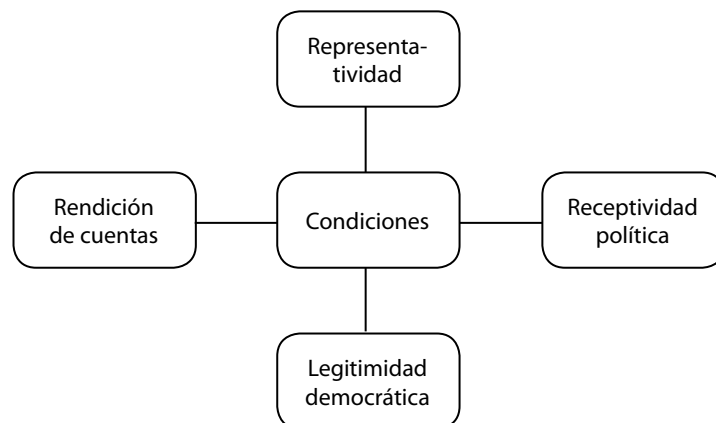 Representa-
tividad
Rendición
de cuentas
Condiciones
Receptividad
política
Legitimidad
democrática